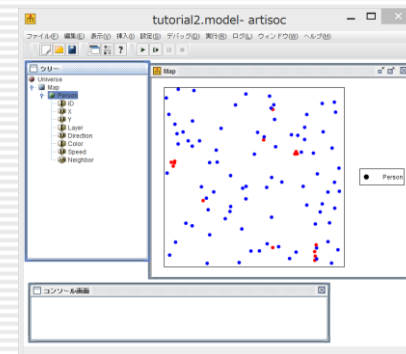 tutorial2.model- artisoc
ファイル(F) 編集(E) 表示(V) 挿入(I) 設定(S) デバッグ(D) 実行(R) ログ(L) ウィンドウ(W) ヘルプ(H)
ツリー
Universe
Map
Person
ID
X
Y
Layer
Direction
Color
Speed
Neighbor
Map
Person
コンソール画面